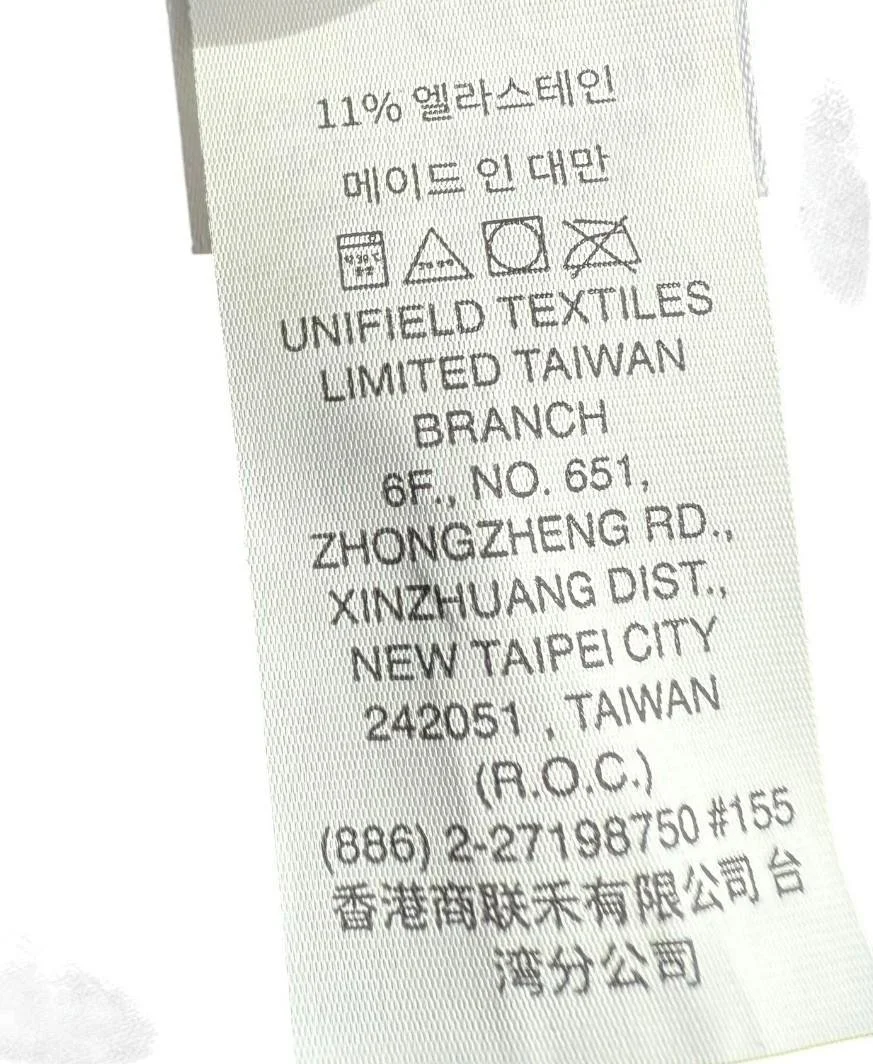 11% 엘라스테인
메이드 인 대만
UNIFIELD TEXTILES
LIMITED TAIWAN
BRANCH
6F., NO. 651,
ZHONGZHENG RD.,
XINZHUANG DIST.,
NEW TAIPEI CITY
242051 , TAIWAN
(R.O.C.)
(886) 2-27198750 #155
香港商联禾有限公司台
湾分公司